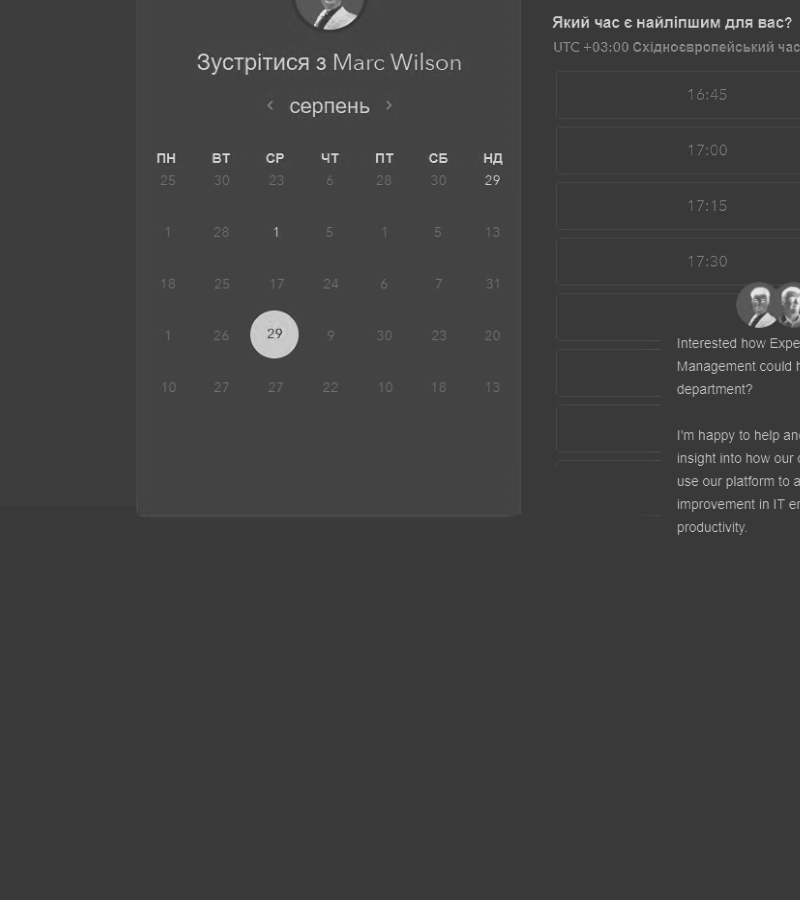 Зустрітися з Marc Wilson
серпень
ПН ВТ СР ЧТ ПТ СБ НД
25 30 23 6 28 30 29
1 28 1 5 1 5 13
18 25 17 24 6 7 31
1 26 29 9 30 23 20
10 27 27 22 10 18 13
Який час є найліпшим для вас?
UTC +03:00 Східноєвропейський час
16:45
17:00
17:15
17:30
Interested how Expe
Management could h
department?
I'm happy to help and
insight into how our c
use our platform to a
improvement in IT en
productivity.